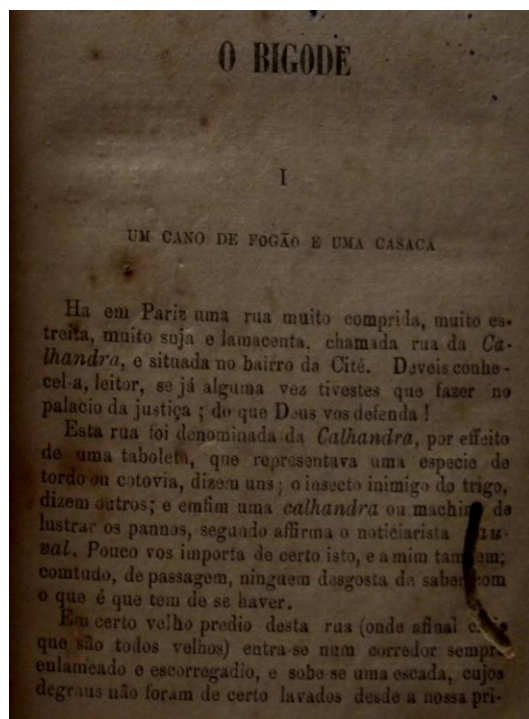 O BIGODE
I
UM CANO DE FOGÃO E UMA CASACA
Ha em Pariz uma rua muito comprida, muito es-
treita, muito suja e lamacenta, chamada rua da Ca-
lhandra, e situada no bairro da Cité. Deveis conhe-
cel-a, leitor, se já alguma vez tivestes que fazer no
palacio da justiça ; do que Deus vos defenda !
Esta rua foi denominada da Calhandra, por effeito
de uma taboleta, que representava uma especie de
tordo ou cotovia, dizem uns ; o insecto inimigo do trigo,
dizem outros; e emfim uma calhandra ou machina de
lustrar os pannos, segundo affirma o noticiarista
val. Pouco vos importa de certo isto, e a mim tambem;
comtudo, de passagem, ninguem desgosta de saber com
o que é que tem de se haver.
Em certo velho predio desta rua (onde afinal
que são todos velhos) entra-se num corredor sempre
enlameado e escorregadio, e sobe-se uma escada, cujos
degraus não foram de certo lavados desde a nossa pri-